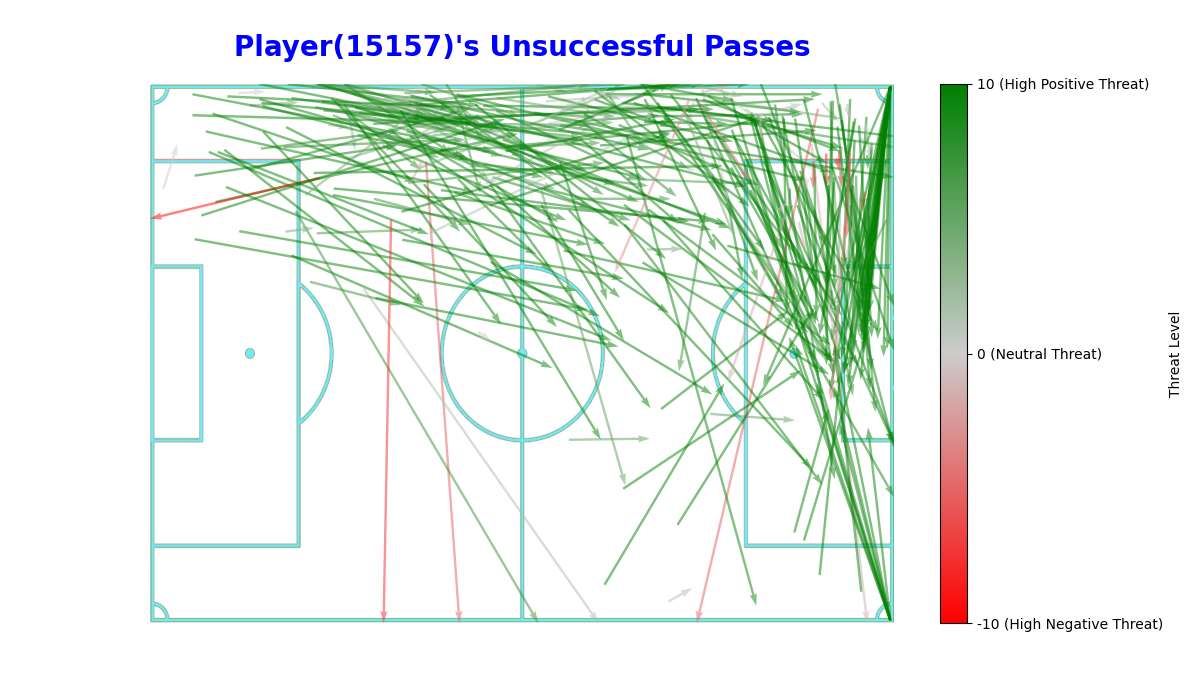 Player(15157)'s Unsuccessful Passes
10 (High Positive Threat)
0 (Neutral Threat)
-10 (High Negative Threat)
Threat Level